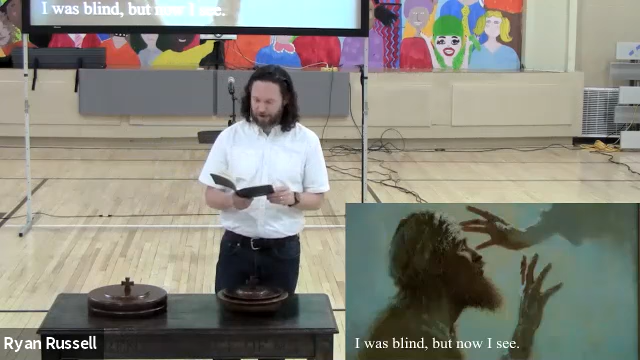 I was blind, but now I see.
Ryan Russell
I was blind, but now I see.